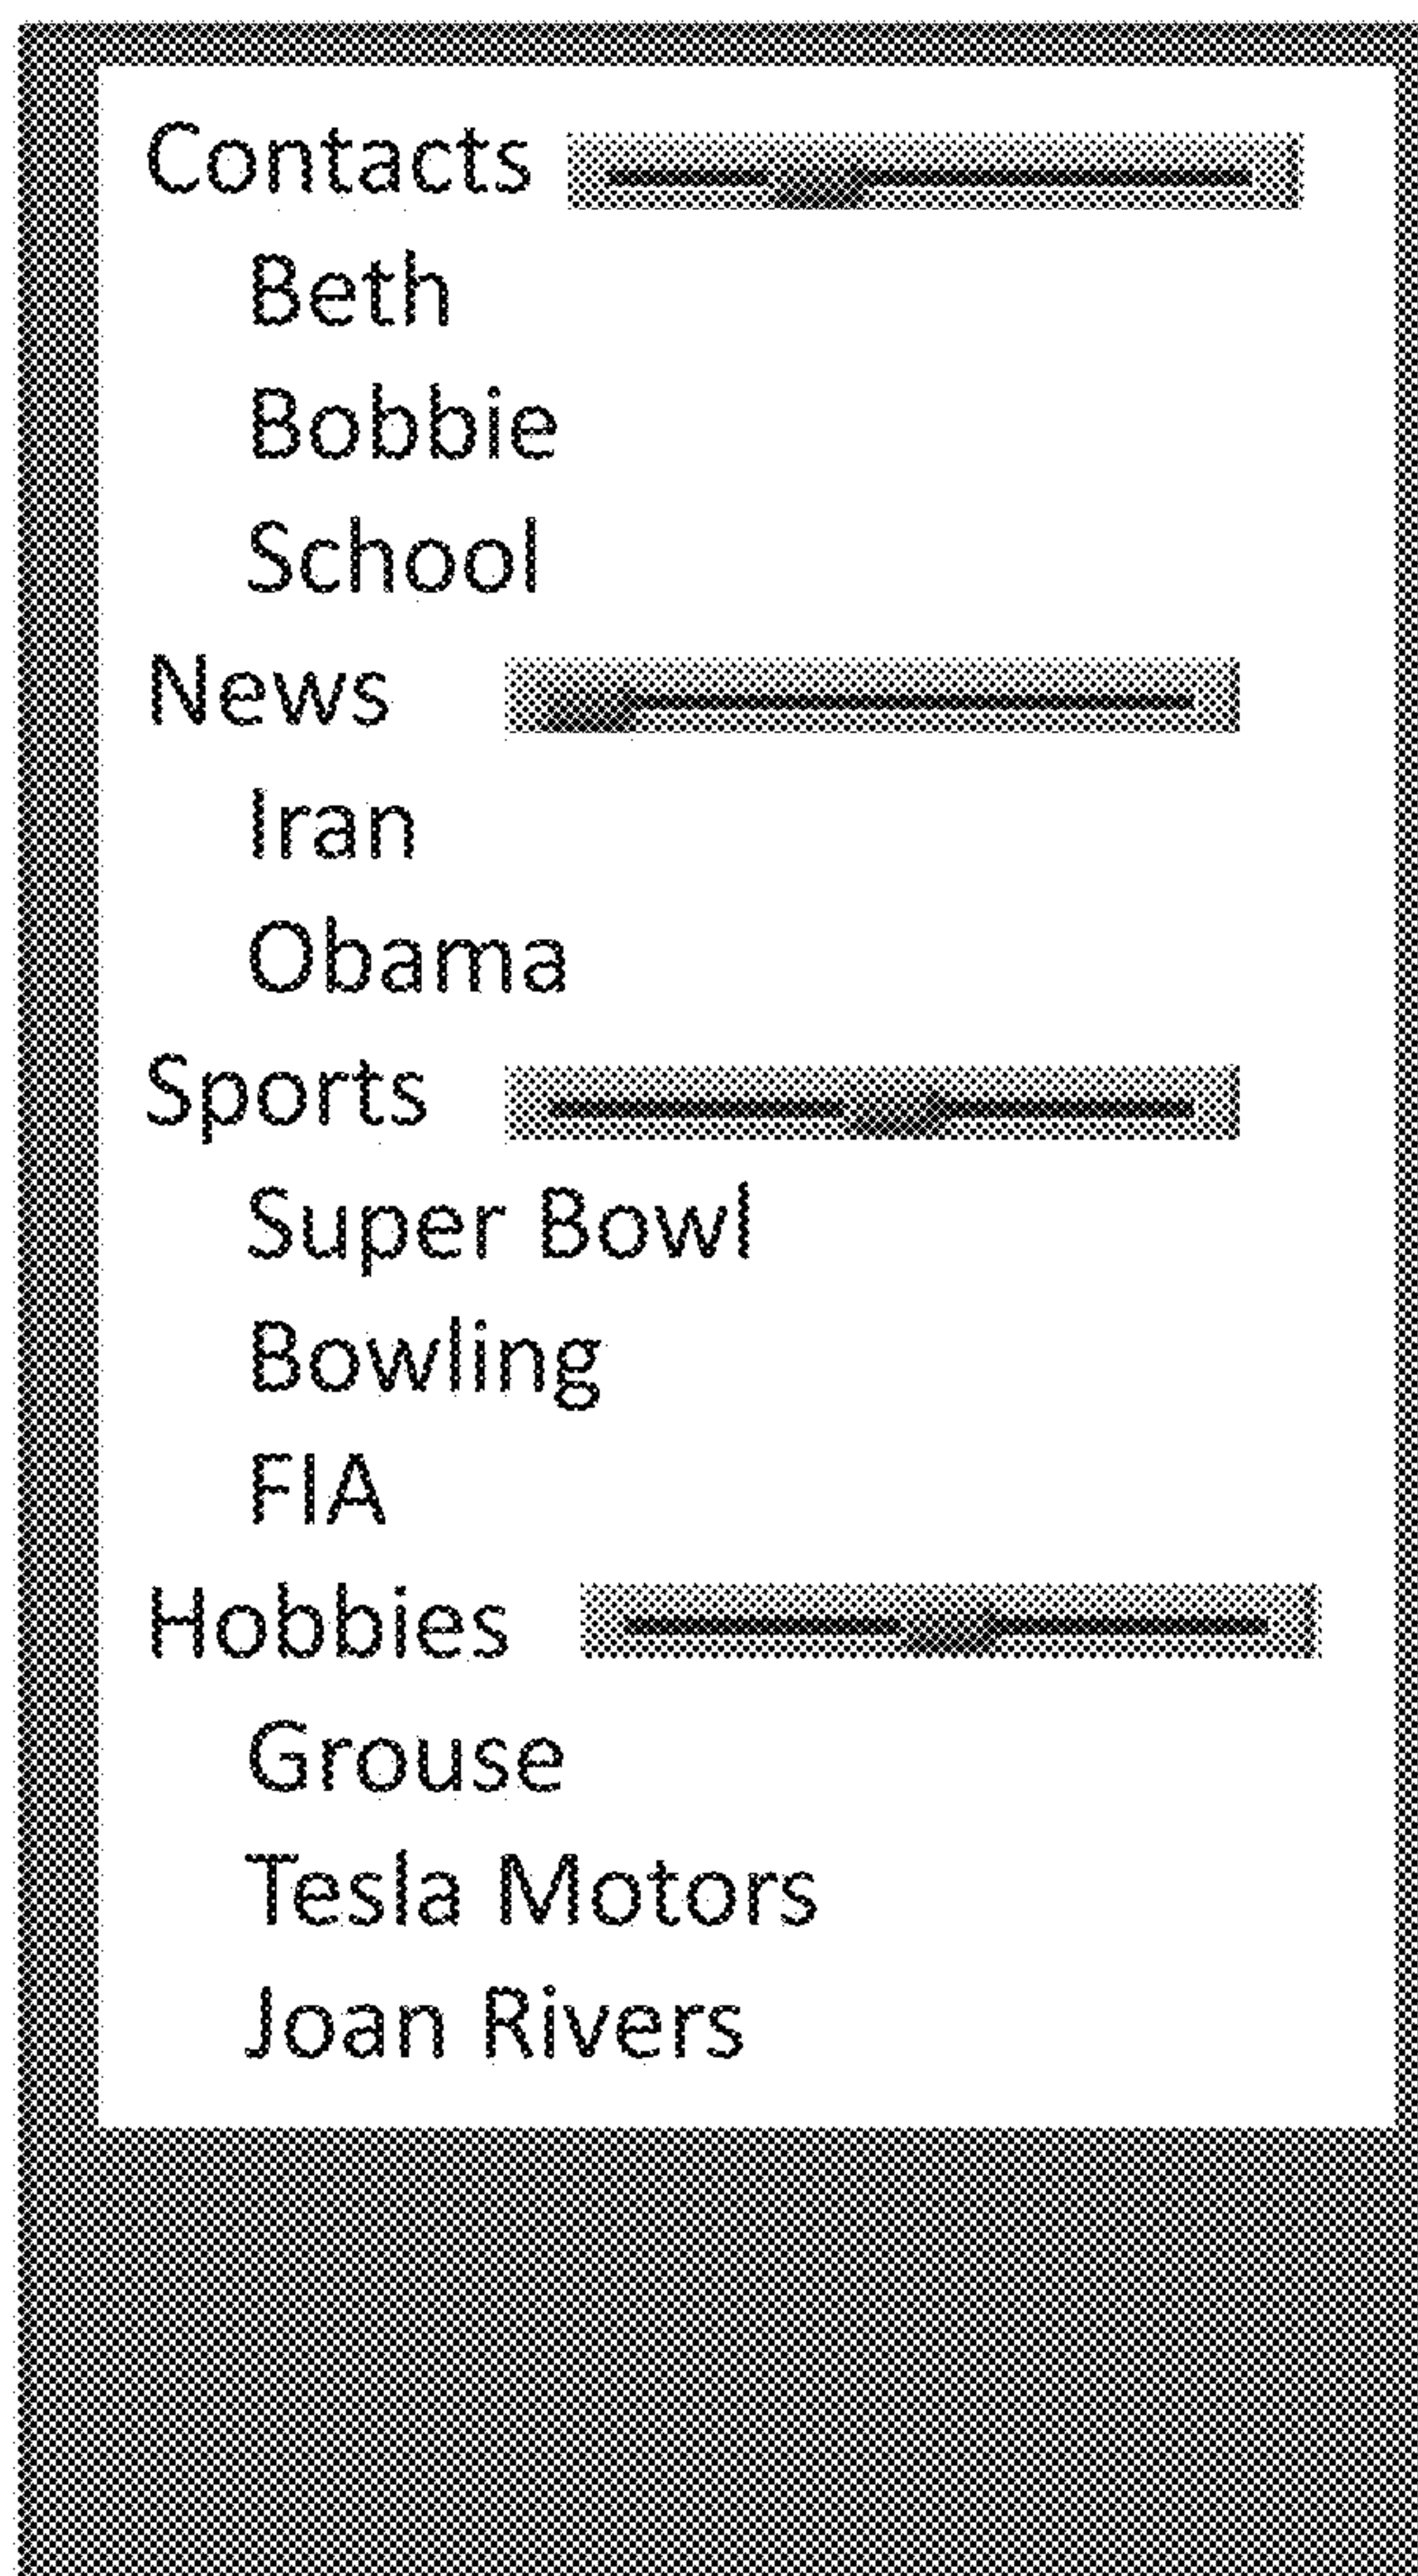 Contacts
Beth
Bobbie
School
News
Iran
Obama
Sports
Super Bowl
Bowling
FIA
Hobbies
Grouse
Tesla Motors
Joan Rivers